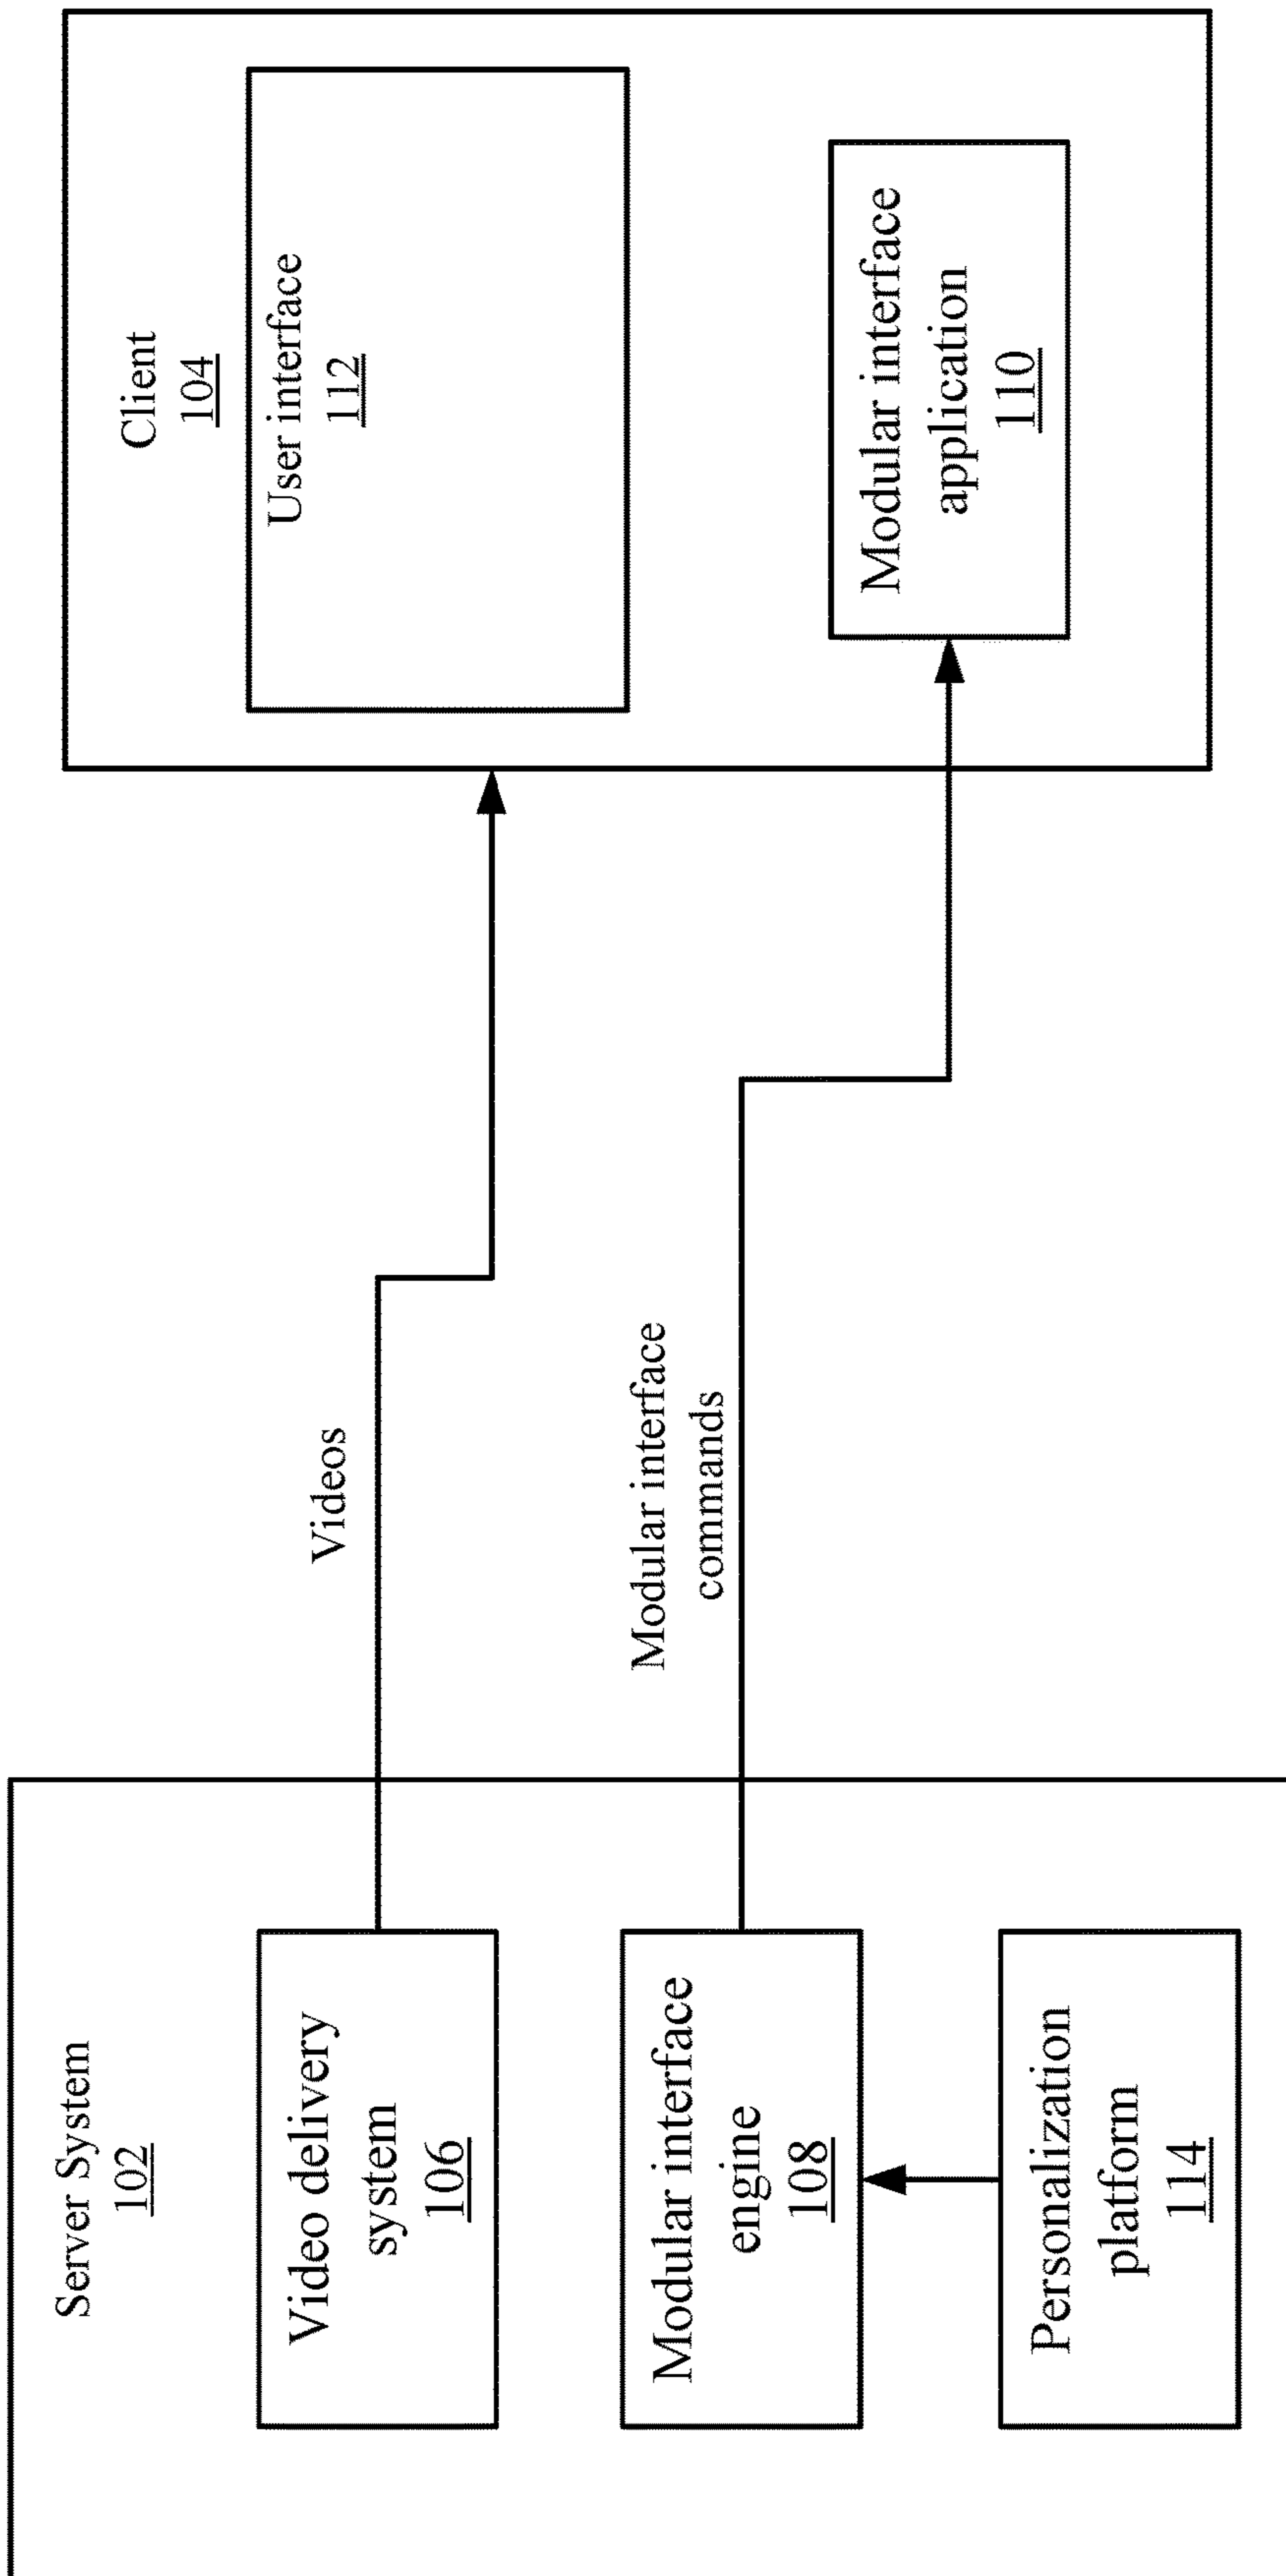 Server System
102
Video delivery
system
106
Modular interface
engine
108
Personalization
platform
114
Videos
Modular interface
commands
Client
104
User interface
112
Modular interface
application
110